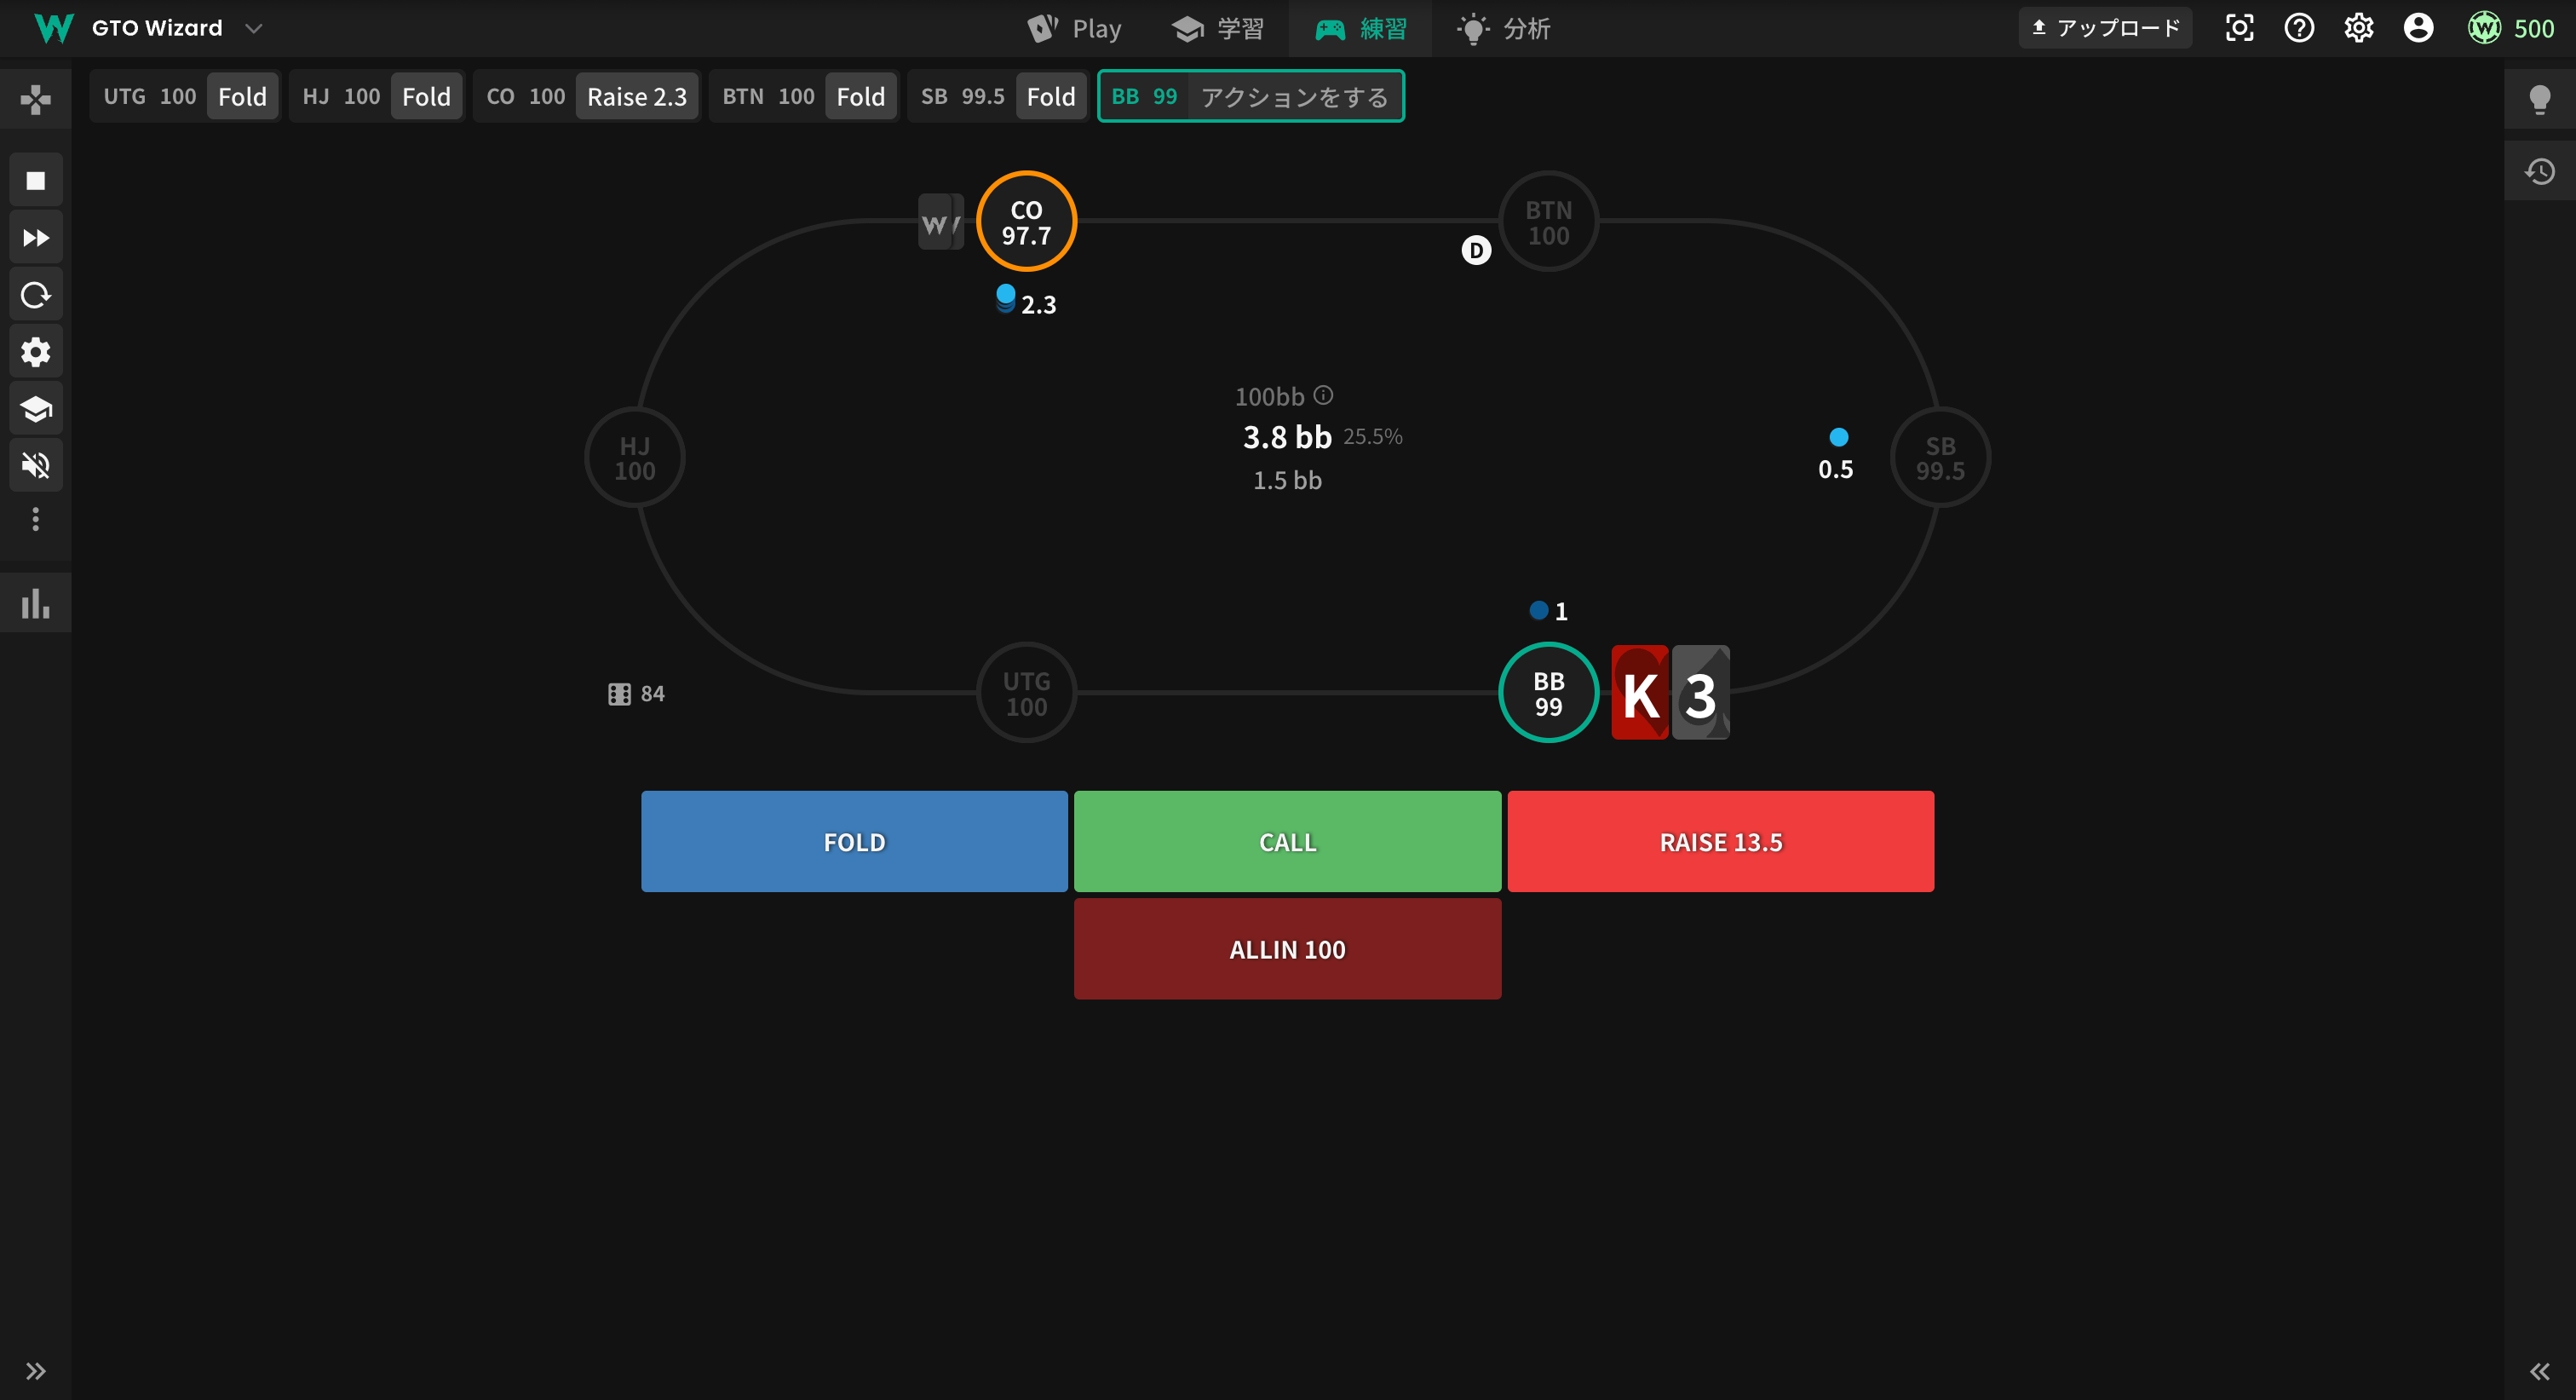 GTO Wizard
Play
学習
練習
分析
アップロード
500
UTG 100 Fold
HJ 100 Fold
CO 100 Raise 2.3
BTN 100 Fold
SB 99.5 Fold
BB 99 アクションをする
CO
97.7
BTN
100
D
2.3
100bb
3.8 bb 25.5%
1.5 bb
HJ
100
SB
99.5
0.5
1
UTG
100
BB
99
K 3
84
FOLD
CALL
RAISE 13.5
ALLIN 100